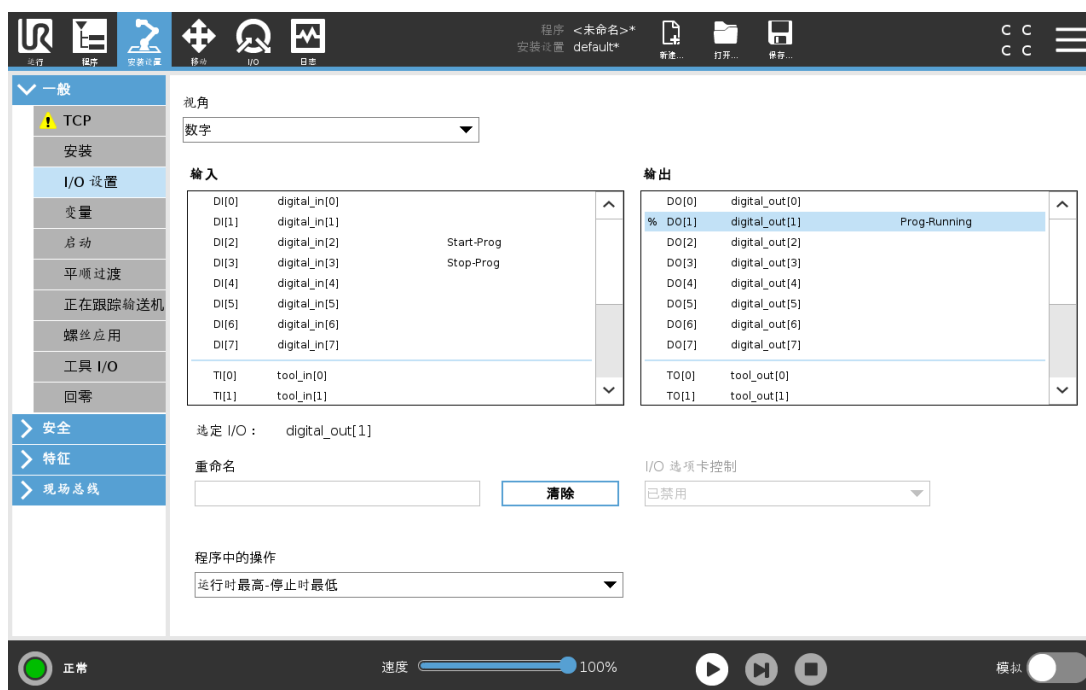 运行
程序
安装设置
移动
I/O
日志
程序 <未命名>*
安装设置 default*
新建...
打开...
保存...
C C
C C
一般
TCP
安装
I/O 设置
变量
启动
平顺过渡
正在跟踪输送机
螺丝应用
工具 I/O
回零
安全
特征
现场总线
视角
数字
输入
DI[0] digital_in[0]
DI[1] digital_in[1]
DI[2] digital_in[2] Start-Prog
DI[3] digital_in[3] Stop-Prog
DI[4] digital_in[4]
DI[5] digital_in[5]
DI[6] digital_in[6]
DI[7] digital_in[7]
TI[0] tool_in[0]
TI[1] tool_in[1]
输出
DO[0] digital_out[0]
% DO[1] digital_out[1] Prog-Running
DO[2] digital_out[2]
DO[3] digital_out[3]
DO[4] digital_out[4]
DO[5] digital_out[5]
DO[6] digital_out[6]
DO[7] digital_out[7]
TO[0] tool_out[0]
TO[1] tool_out[1]
选定 I/O : digital_out[1]
重命名
清除
I/O 选项卡控制
已禁用
程序中的操作
运行时最高-停止时最低
正常
速度
100%
模拟